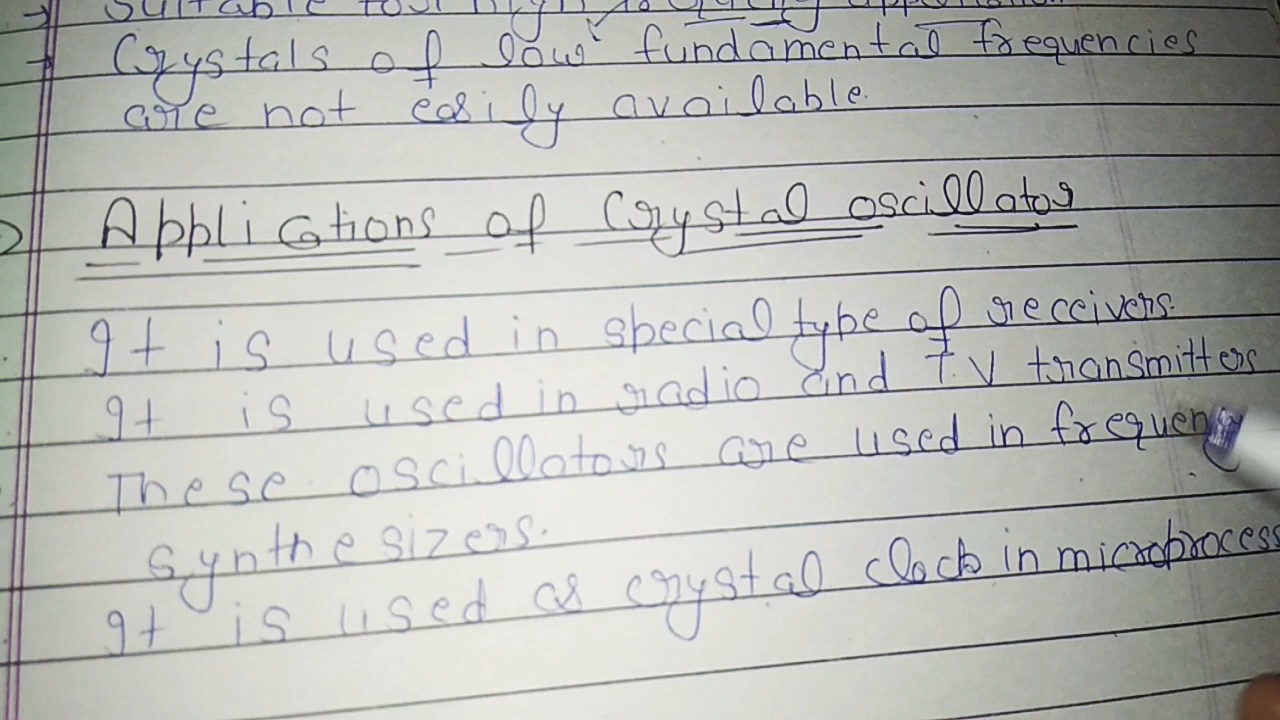 → Suitable for
→ Crystals of low fundamental frequencies
are not easily available.
Applications of Crystal oscillator
It is used in special type of receivers.
It is used in radio and T.V transmitters
These oscillators are used in frequency
synthesizers.
It is used as crystal clock in microprocess